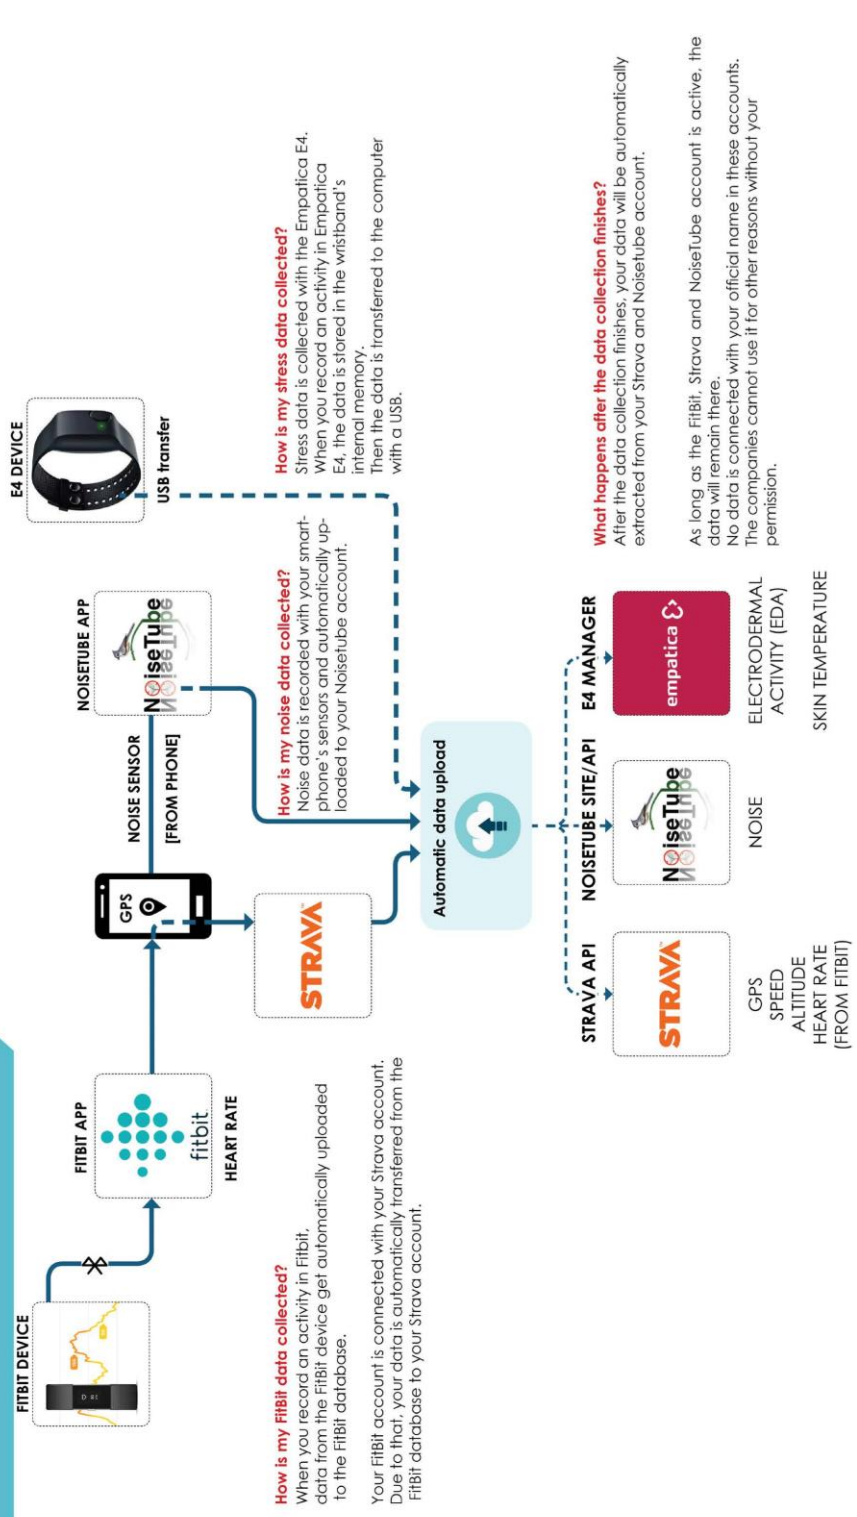 FITBIT DEVICE
FITBIT APP
fitbit
HEART RATE
GPS
NOISE SENSOR
[FROM PHONE]
NOISETUBE APP
NoiseTube
E4 DEVICE
USB transfer
STRAVA
How is my FitBit data collected?
When you record an activity in Fitbit,
data from the FitBit device get automatically uploaded
to the FitBit database.
Your FitBit account is connected with your Strava account.
Due to that, your data is automatically transferred from the
FitBit database to your Strava account.
How is my noise data collected?
Noise data is recorded with your smart-
phone's sensors and automatically up-
loaded to your Noisetube account.
How is my stress data collected?
Stress data is collected with the Empatica E4.
When you record an activity in Empatica
E4, the data is stored in the wristband's
internal memory.
Then the data is transferred to the computer
with a USB.
Automatic data upload
STRAVA API
STRAVA
GPS
SPEED
ALTITUDE
HEART RATE
(FROM FITBIT)
NOISETUBE SITE/API
NoiseTube
NOISE
E4 MANAGER
empatica
ELECTRODERMAL
ACTIVITY (EDA)
SKIN TEMPERATURE
What happens after the data collection finishes?
After the data collection finishes, your data will be automatically
extracted from your Strava and Noisetube account.
As long as the FitBit, Strava and NoiseTube account is active, the
data will remain there.
No data is connected with your official name in these accounts.
The companies cannot use it for other reasons without your
permission.